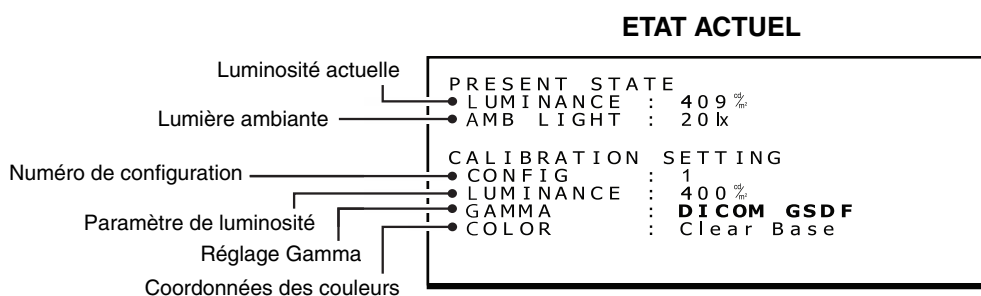 ETAT ACTUEL
Luminosité actuelle
Lumière ambiante
Numéro de configuration
Paramètre de luminosité
Réglage Gamma
Coordonnées des couleurs
PRESENT STATE
LUMINANCE : 409 cd/m²
AMB LIGHT : 20 lx
CALIBRATION SETTING
CONFIG : 1
LUMINANCE : 400 cd/m²
GAMMA : DICOM GSDF
COLOR : Clear Base